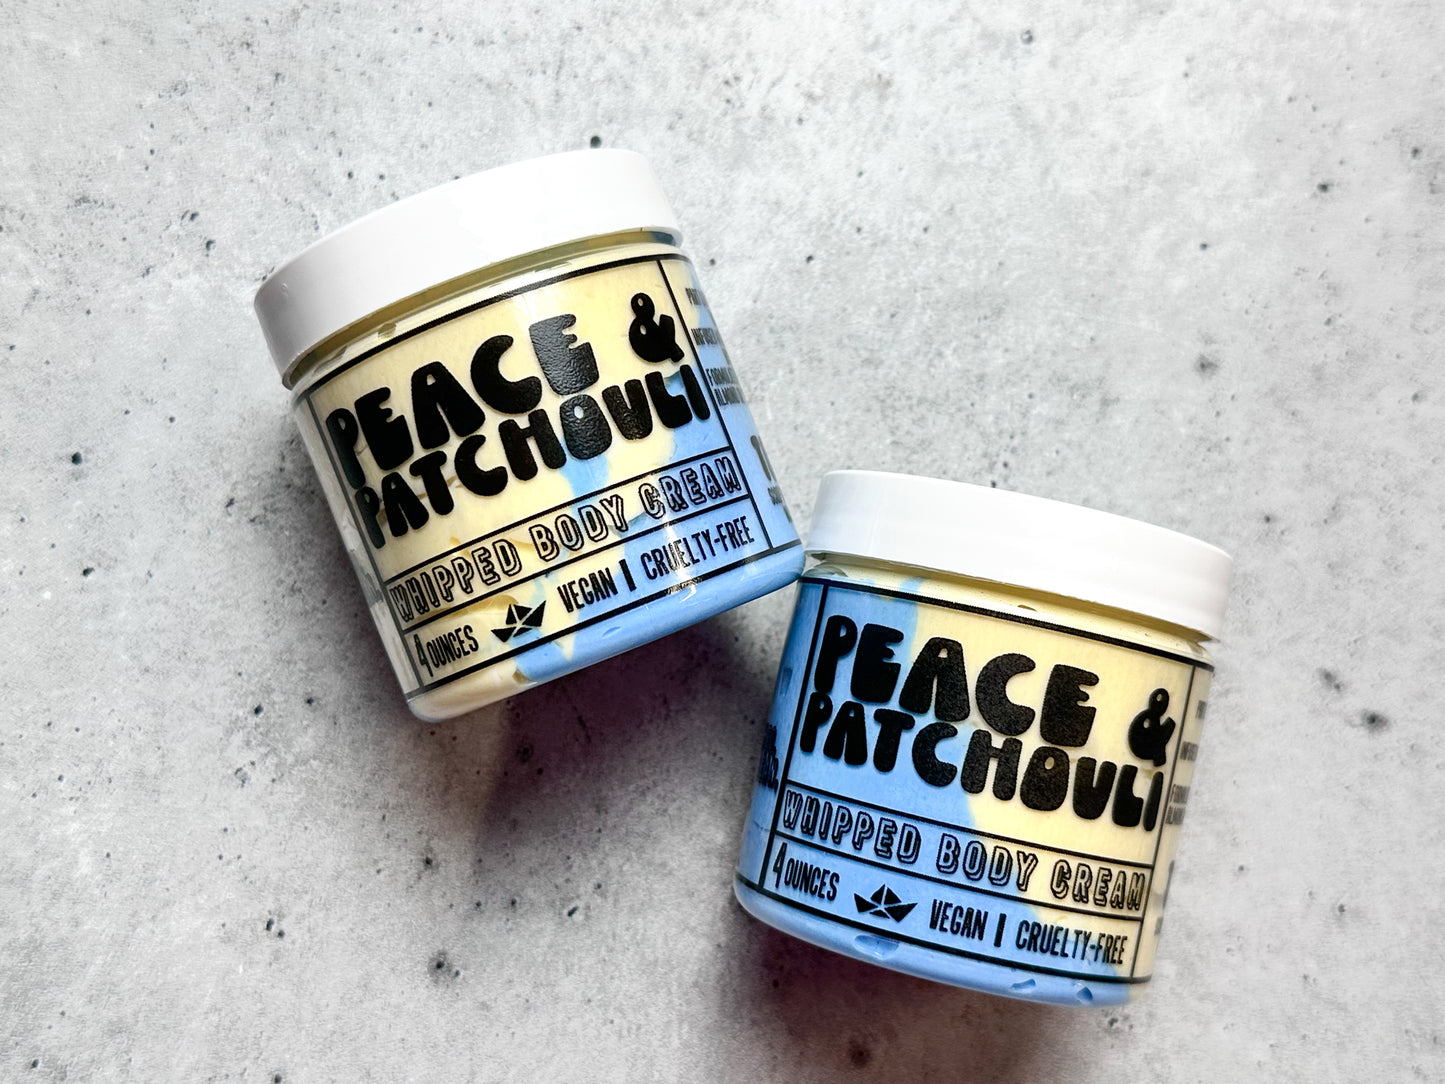 PEACE &
PATCHOULI
WHIPPED BODY CREAM
4 OUNCES
VEGAN | CRUELTY-FREE
PEACE &
PATCHOULI
WHIPPED BODY CREAM
4 OUNCES
VEGAN | CRUELTY-FREE